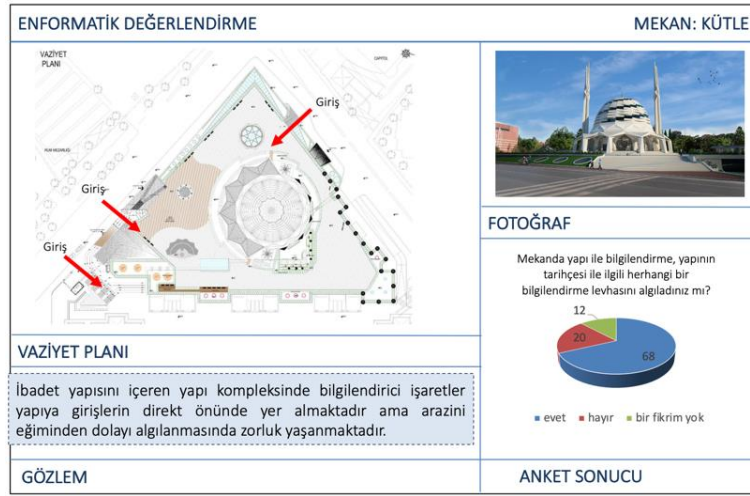 ENFORMATİK DEĞERLENDİRME
MEKAN: KÜTLE
VAZİYET
PLANI
Giriş
Giriş
Giriş
FOTOĞRAF
Mekanda yapı ile bilgilendirme, yapının
tarihçesi ile ilgili herhangi bir
bilgilendirme levhasını algıladınız mı?
12
20
68
evet hayır bir fikrim yok
VAZİYET PLANI
İbadet yapısını içeren yapı kompleksinde bilgilendirici işaretler
yapıya girişlerin direkt önünde yer almaktadır ama arazini
eğiminden dolayı algılanmasında zorluk yaşanmaktadır.
GÖZLEM
ANKET SONUCU